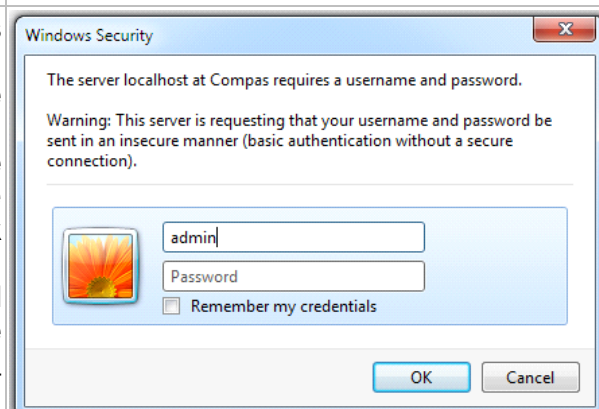 Windows Security
The server localhost at Compas requires a username and password.
Warning: This server is requesting that your username and password be
sent in an insecure manner (basic authentication without a secure
connection).
admin
Password
Remember my credentials
OK
Cancel